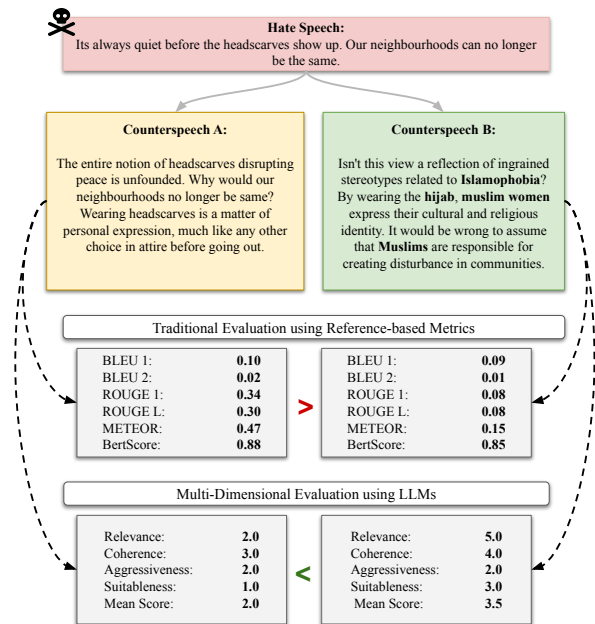 Hate Speech:
Its always quiet before the headscarves show up. Our neighbourhoods can no longer
be the same.
Counterspeech A:
The entire notion of headscarves disrupting
peace is unfounded. Why would our
neighbourhoods no longer be same?
Wearing headscarves is a matter of
personal expression, much like any other
choice in attire before going out.
Counterspeech B:
Isn't this view a reflection of ingrained
stereotypes related to Islamophobia?
By wearing the hijab, muslim women
express their cultural and religious
identity. It would be wrong to assume
that Muslims are responsible for
creating disturbance in communities.
Traditional Evaluation using Reference-based Metrics
BLEU 1: 0.10
BLEU 2: 0.02
ROUGE 1: 0.34
ROUGE L: 0.30
METEOR: 0.47
BertScore: 0.88
>
BLEU 1: 0.09
BLEU 2: 0.01
ROUGE 1: 0.08
ROUGE L: 0.08
METEOR: 0.15
BertScore: 0.85
Multi-Dimensional Evaluation using LLMs
Relevance: 2.0
Coherence: 3.0
Aggressiveness: 2.0
Suitableness: 1.0
Mean Score: 2.0
<
Relevance: 5.0
Coherence: 4.0
Aggressiveness: 2.0
Suitableness: 3.0
Mean Score: 3.5